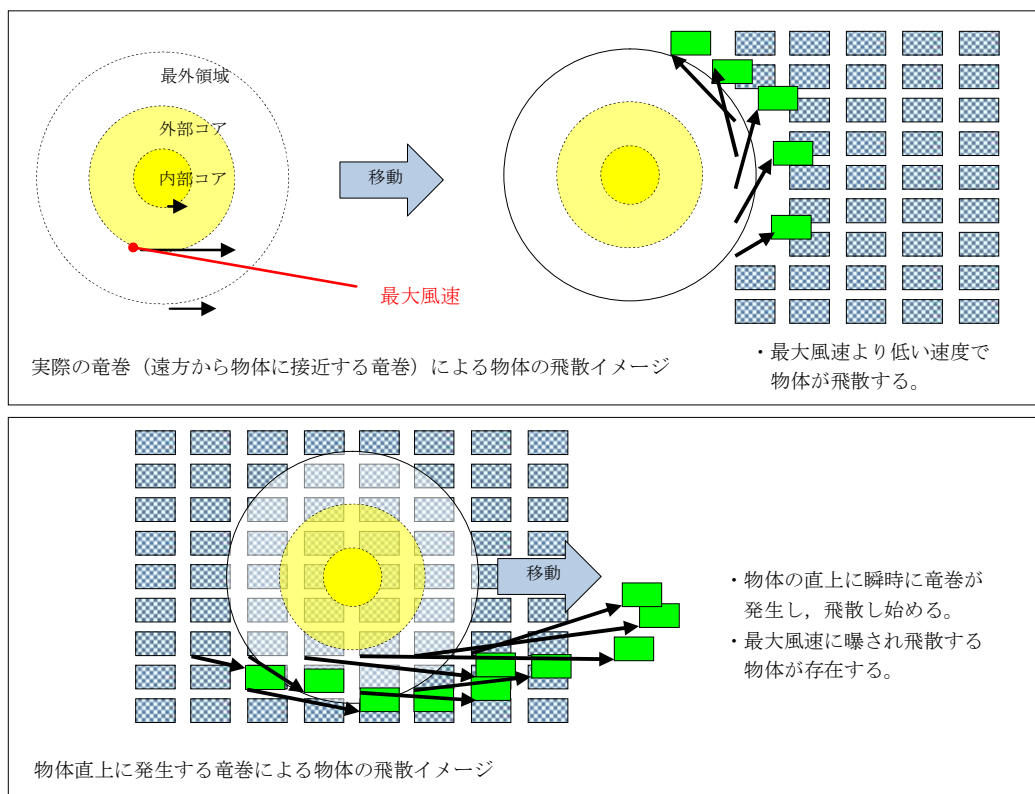 最外領域
外部コア
内部コア
移動
最大風速
実際の竜巻（遠方から物体に接近する竜巻）による物体の飛散イメージ
・最大風速より低い速度で
物体が飛散する。
移動
・物体の直上に瞬時に竜巻が
発生し，飛散し始める。
・最大風速に曝され飛散する
物体が存在する。
物体直上に発生する竜巻による物体の飛散イメージ